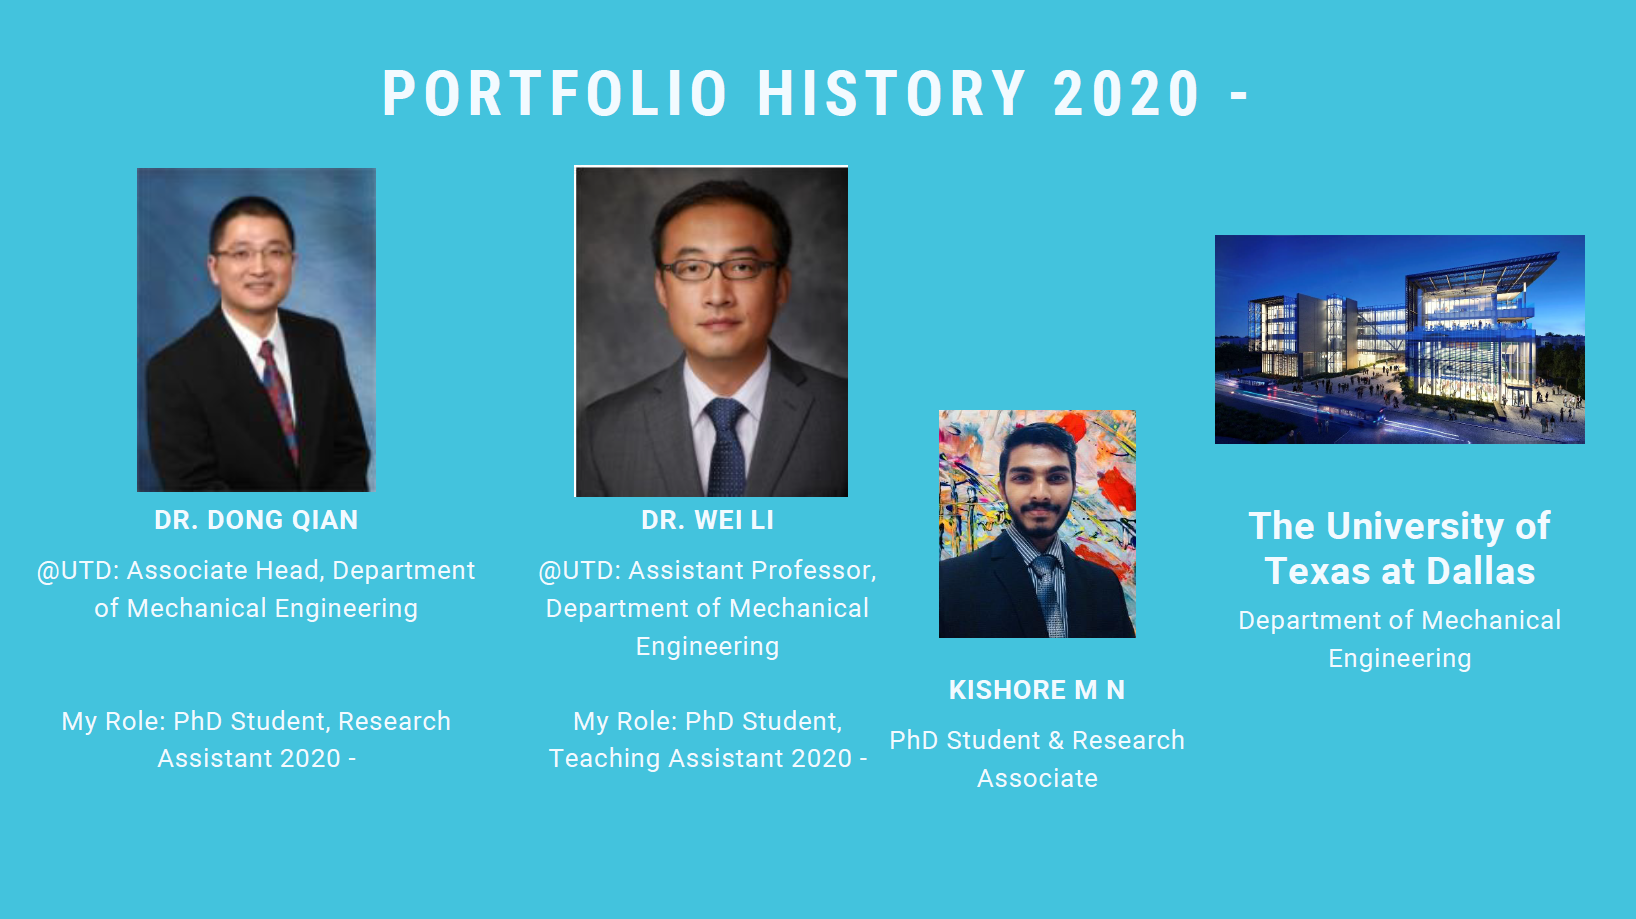 PORTFOLIO HISTORY 2020 -
DR. DONG QIAN
@UTD: Associate Head, Department
of Mechanical Engineering
My Role: PhD Student, Research
Assistant 2020 -
DR. WEI LI
@UTD: Assistant Professor,
Department of Mechanical
Engineering
My Role: PhD Student,
Teaching Assistant 2020 -
KISHORE M N
PhD Student & Research
Associate
The University of
Texas at Dallas
Department of Mechanical
Engineering